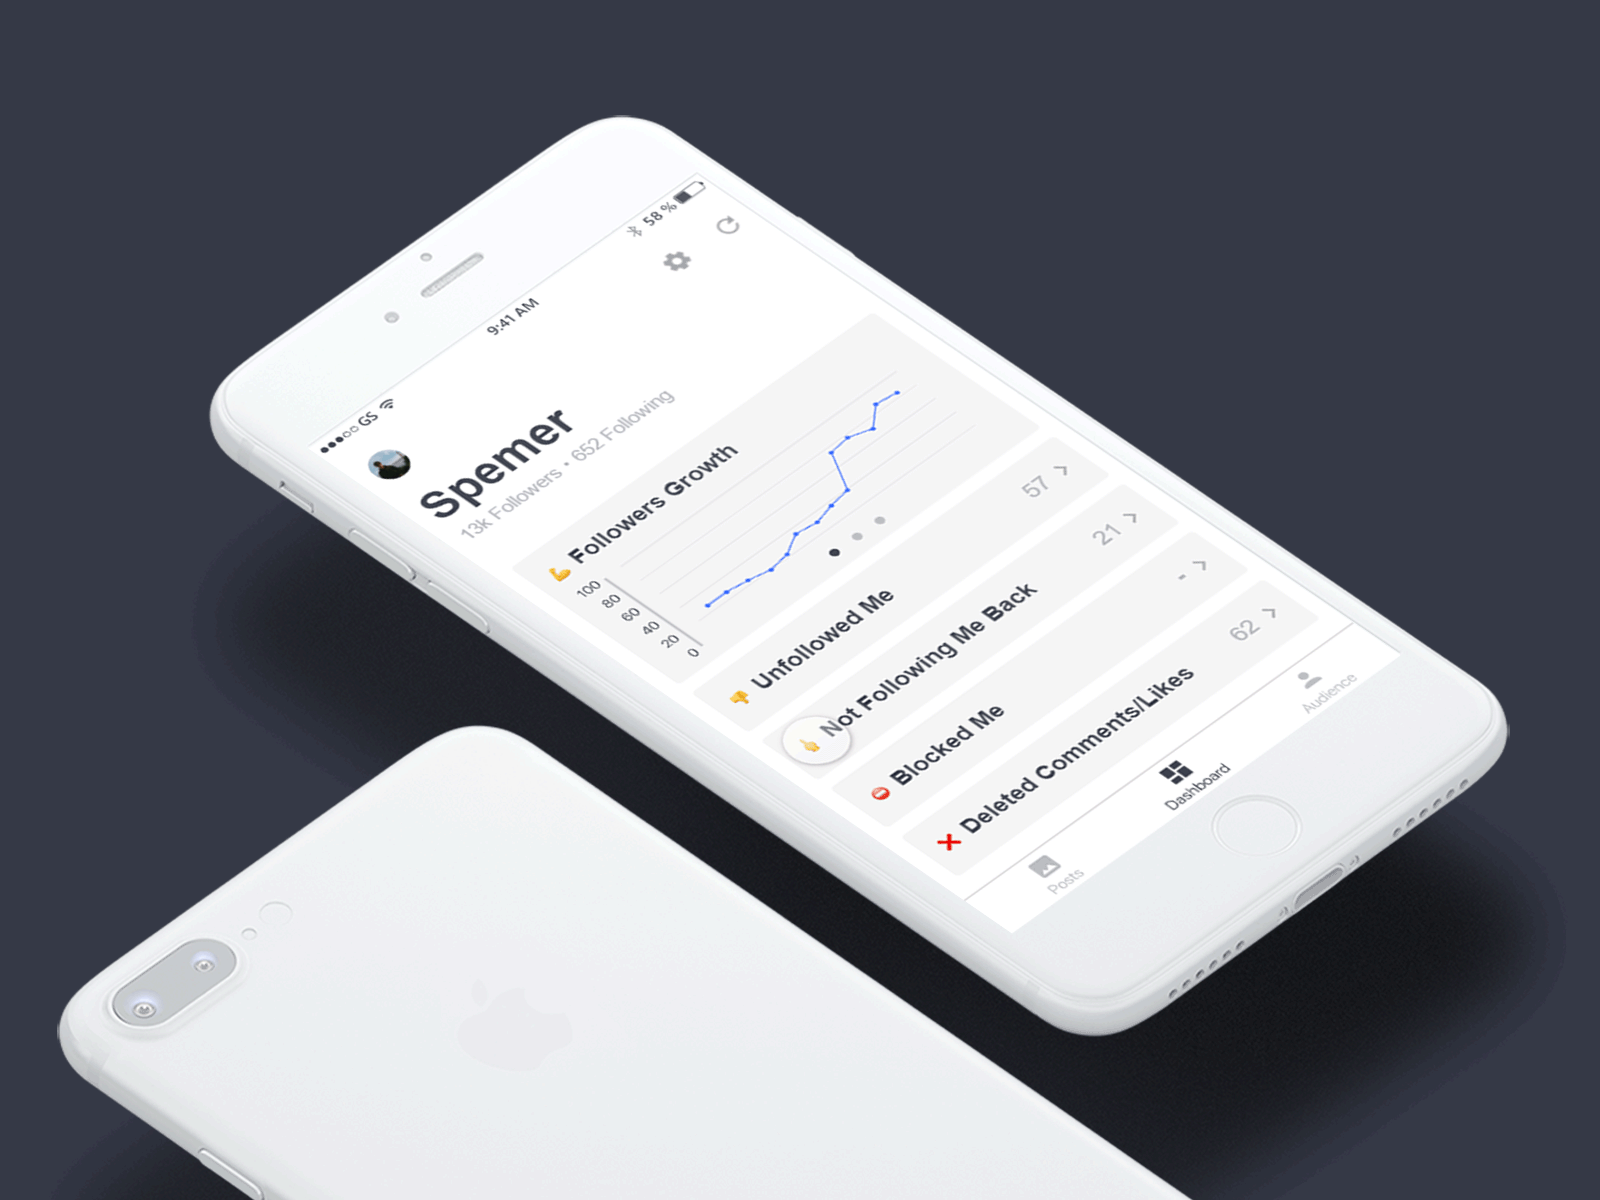 GS
9:41 AM
58 %
Spemer
13k Followers • 652 Following
💪 Followers Growth
100
80
60
40
20
0
👎 Unfollowed Me
57 >
👆 Not Following Me Back
21 >
⛔ Blocked Me
- >
❌ Deleted Comments/Likes
62 >
Posts
Dashboard
Audience